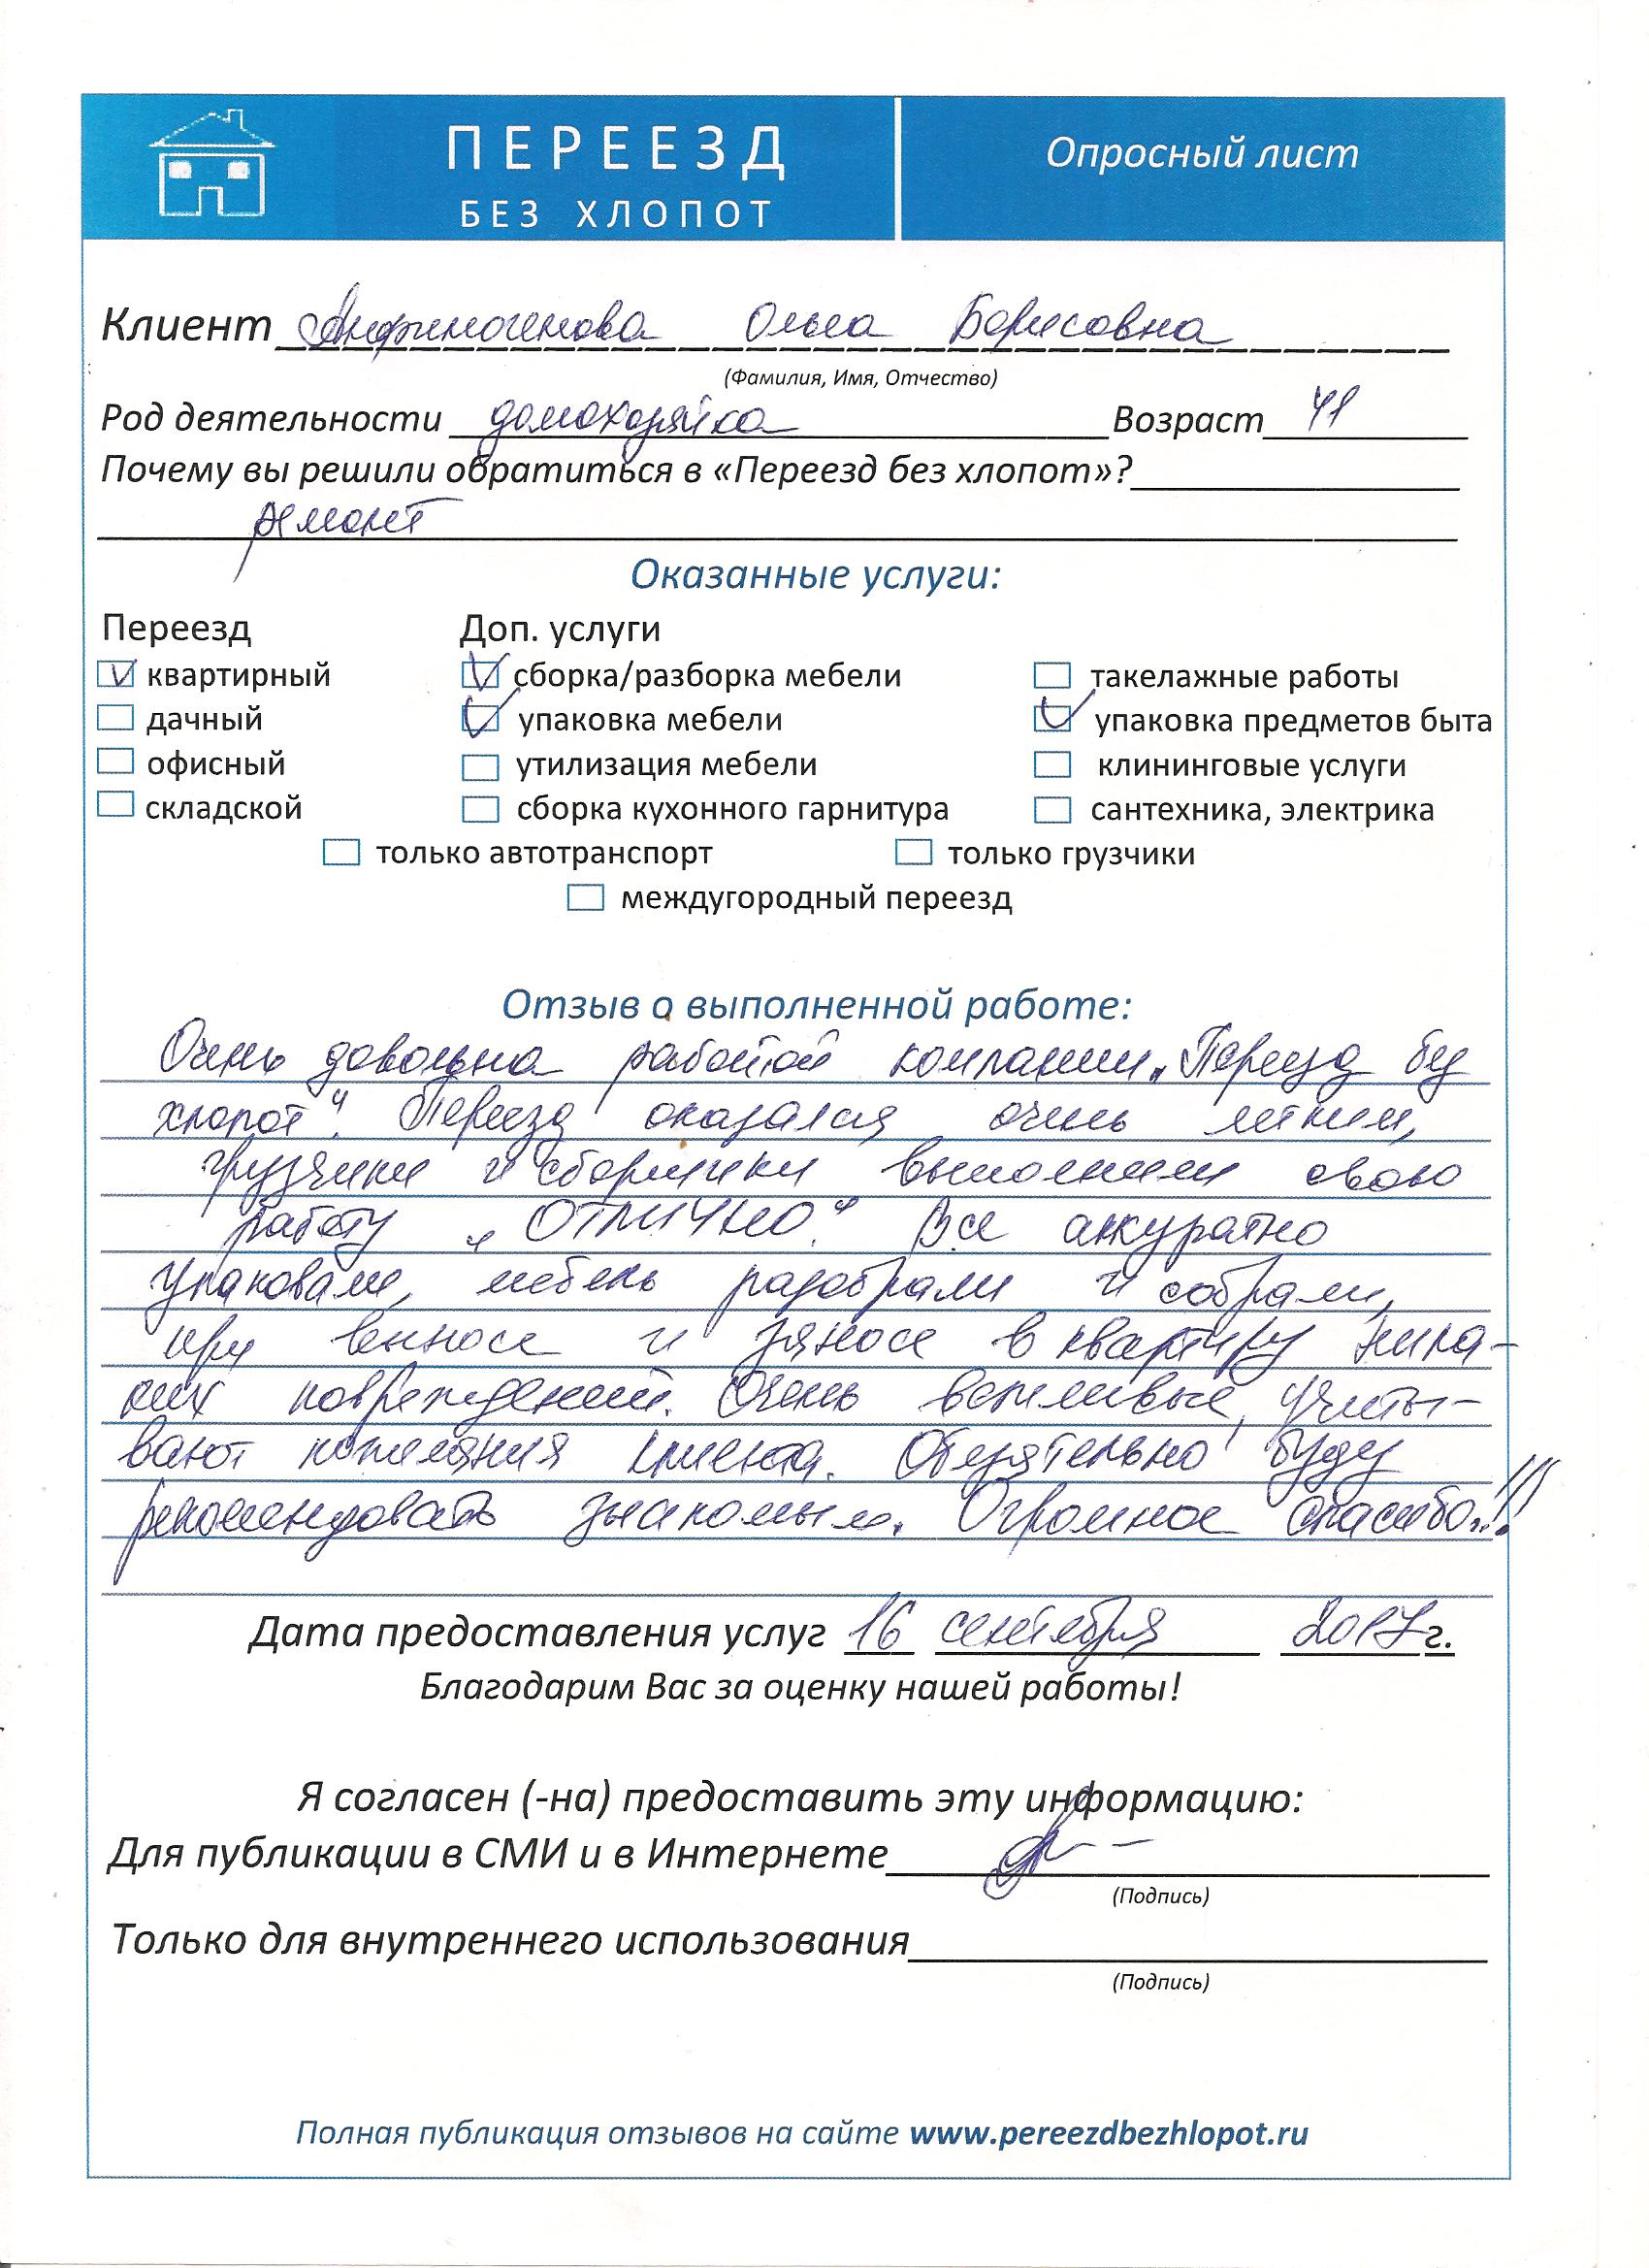 ПЕРЕЕЗД
БЕЗ ХЛОПОТ
Опросный лист
Клиент Анфиногенова Ольга Борисовна
(Фамилия, Имя, Отчество)
Род деятельности домохозяйка Возраст 41
Почему вы решили обратиться в «Переезд без хлопот»?
ремонт
Оказанные услуги:
Переезд Доп. услуги
квартирный сборка/разборка мебели такелажные работы
дачный упаковка мебели упаковка предметов быта
офисный утилизация мебели клининговые услуги
складской сборка кухонного гарнитура сантехника, электрика
только автотранспорт только грузчики
междугородный переезд
Отзыв о выполненной работе:
Очень довольна работой компании „Переезд без
хлопот“. Переезд оказался очень легким,
грузчики и сборщики выполнили свою
работу „ОТЛИЧНО“. Все аккуратно
упаковали, мебель разобрали и собрали,
при выносе и заносе в квартиру ника-
ких повреждений. Очень вежливые, учиты-
вают пожелания клиента. Обязательно буду
рекомендовать знакомым. Огромное спасибо..!!!
Дата предоставления услуг 16 сентября 2017 г.
Благодарим Вас за оценку нашей работы!
Я согласен (-на) предоставить эту информацию:
Для публикации в СМИ и в Интернете
(Подпись)
Только для внутреннего использования
(Подпись)
Полная публикация отзывов на сайте www.pereezdbezhlopot.ru